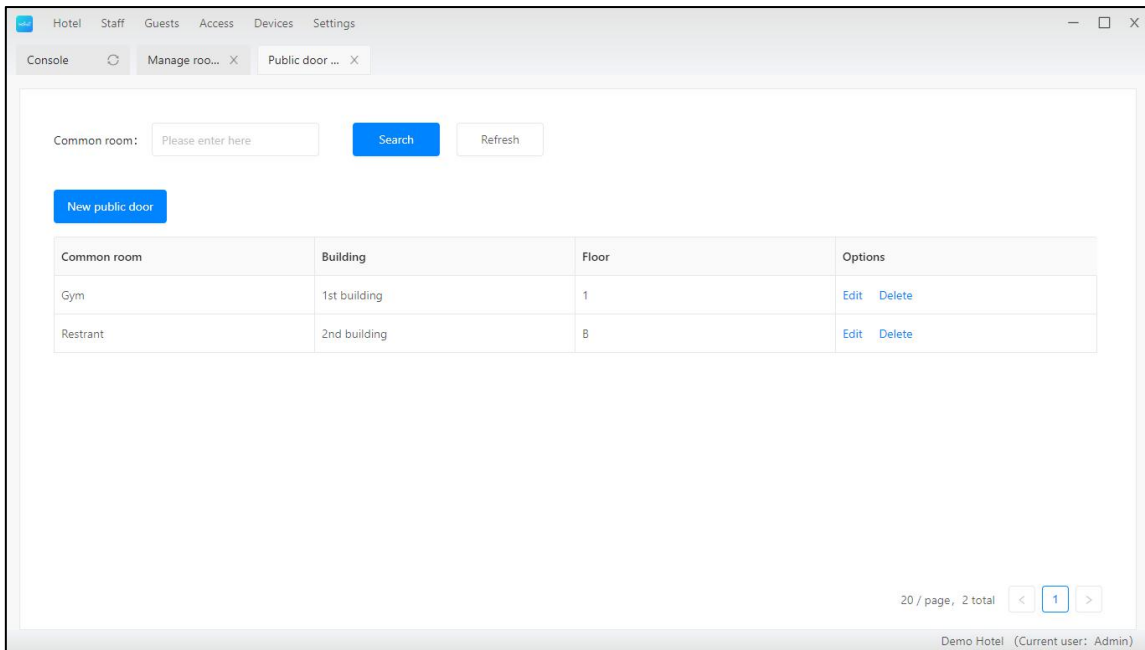 Hotel Staff Guests Access Devices Settings
Console Manage roo... Public door ...
Common room: Please enter here Search Refresh
New public door
Common room Building Floor Options
Gym 1st building 1 Edit Delete
Restrant 2nd building B Edit Delete
20 / page, 2 total < 1 >
Demo Hotel (Current user: Admin)